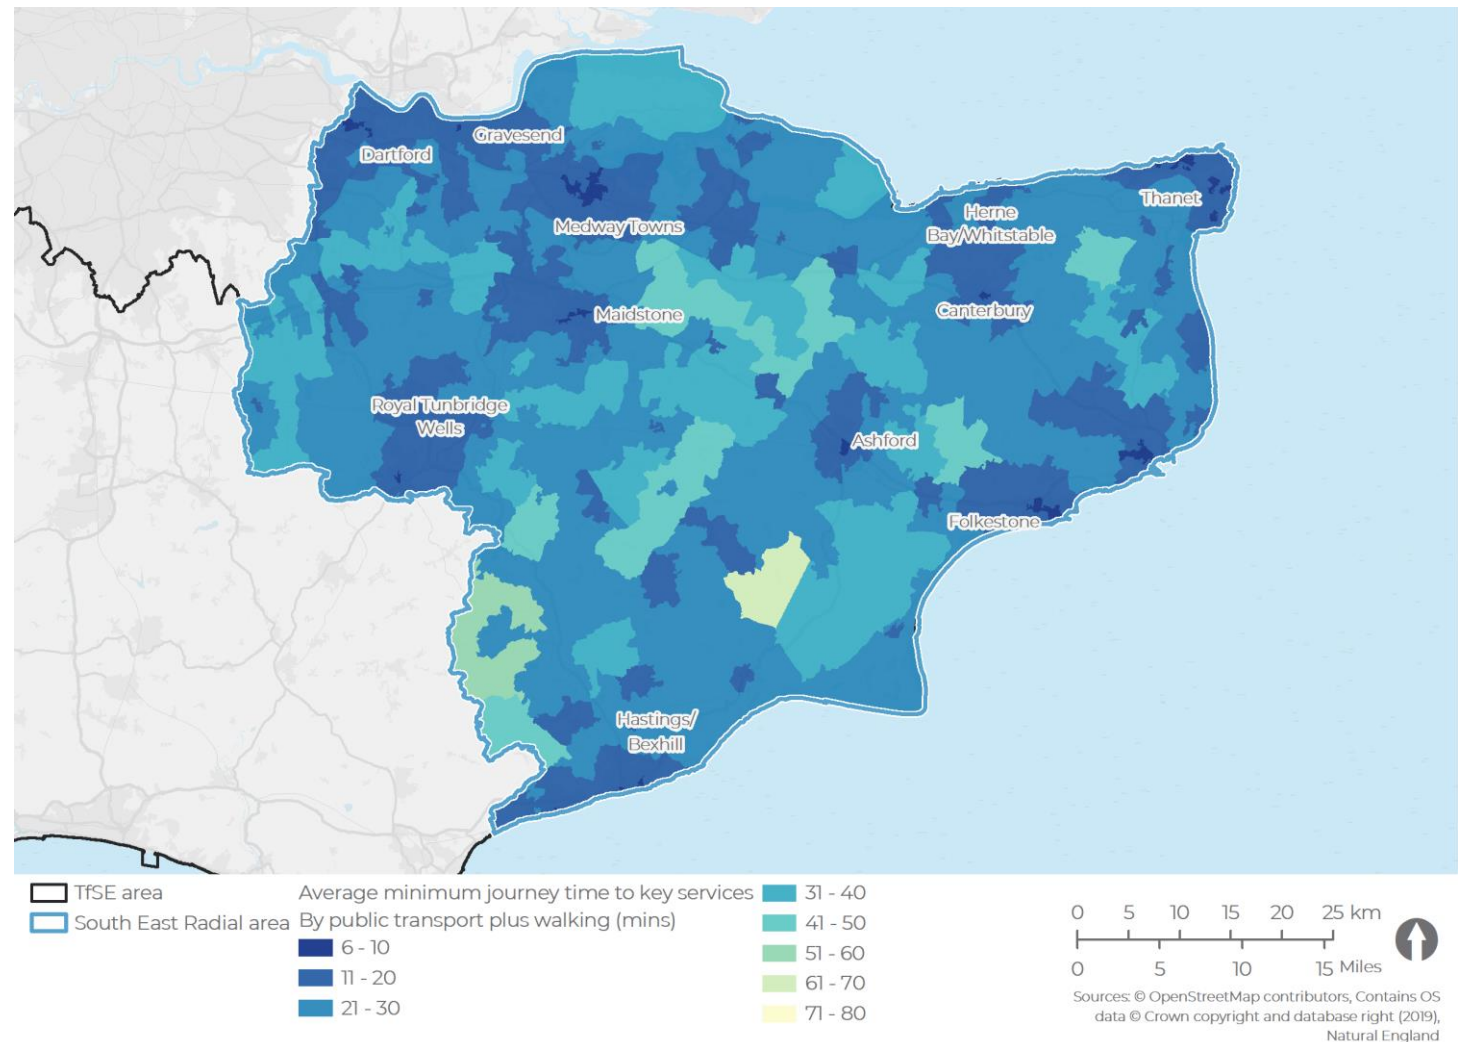 Gravesend
Dartford
Thanet
Herne
Bay/Whitstable
Medway Towns
Maidstone
Canterbury
Royal Tunbridge
Wells
Ashford
Folkestone
Hastings/
Bexhill
TfSE area
South East Radial area
Average minimum journey time to key services
By public transport plus walking (mins)
6 - 10
11 - 20
21 - 30
31 - 40
41 - 50
51 - 60
61 - 70
71 - 80
0 5 10 15 20 25 km
0 5 10 15 Miles
Sources: © OpenStreetMap contributors, Contains OS
data © Crown copyright and database right (2019),
Natural England